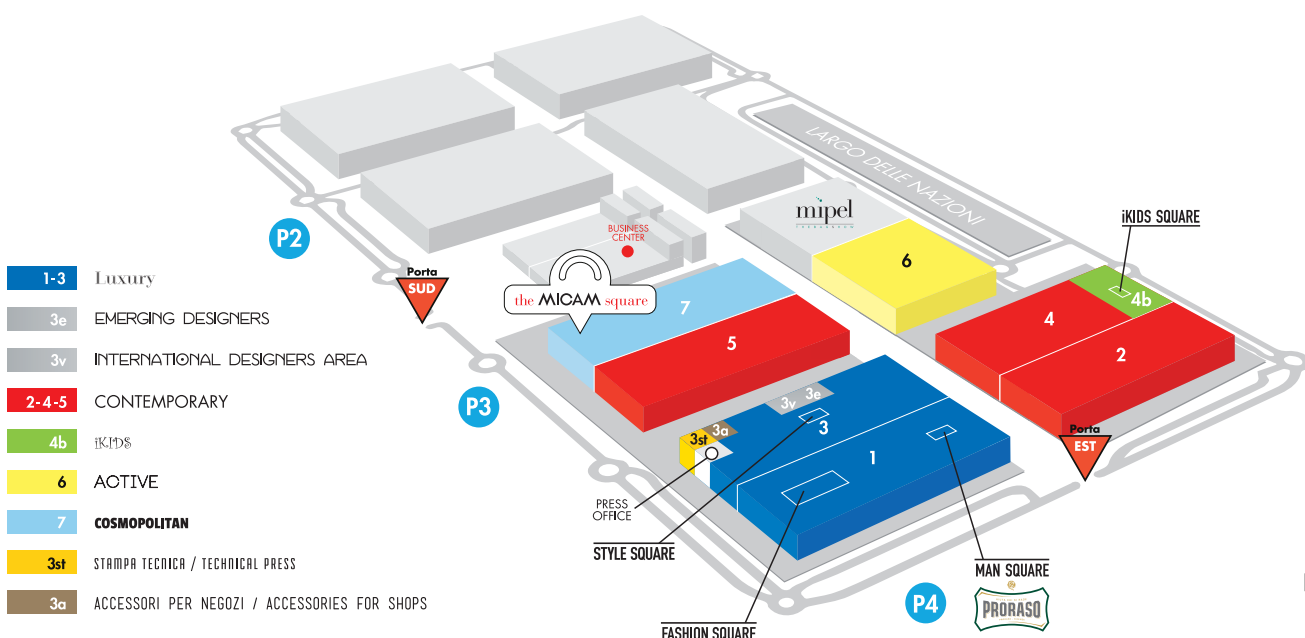 LARGO DELLE NAZIONI
mipel
iKIDS SQUARE
P2
BUSINESS
CENTER
6
1-3 Luxury
Porta
SUD
the MICAM square
7
4b
4
3e EMERGING DESIGNERS
5
2
3v INTERNATIONAL DESIGNERS AREA
2-4-5 CONTEMPORARY
P3
3e
3v
3
3a
3st
Porta
EST
4b iKIDS
1
6 ACTIVE
PRESS
OFFICE
7 COSMOPOLITAN
STYLE SQUARE
3st STAMPA TECNICA / TECHNICAL PRESS
MAN SQUARE
P4
PRORASO
3a ACCESSORI PER NEGOZI / ACCESSORIES FOR SHOPS
FASHION SQUARE